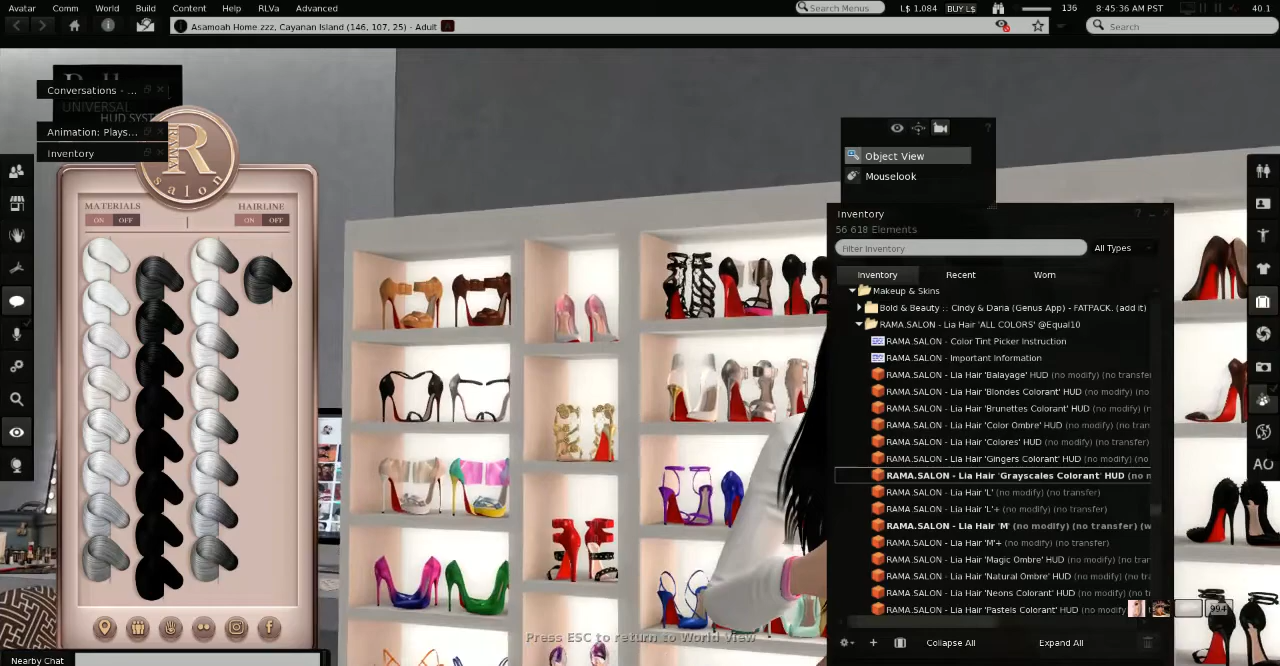 Avatar Comm World Build Content Help RLVa Advanced
Search Menus L$ 1,084 BUY L$ 136 8:45:36 AM PST 40.1
Asamoah Home zzz, Cayanan Island (146, 107, 25) - Adult
Search
Conversations - ...
UNIVERSAL
HUD SYST
Animation: Plays...
Inventory
RAMA
R
salon
MATERIALS HAIRLINE
ON OFF ON OFF
Object View
Mouselook
Inventory
56 618 Elements
Filter Inventory All Types
Inventory Recent Worn
Makeup & Skins
Bold & Beauty :: Cindy & Daria (Genus App) - FATPACK. (add it)
RAMA.SALON - Lia Hair 'ALL COLORS' @Equal10
RAMA.SALON - Color Tint Picker Instruction
RAMA.SALON - Important Information
RAMA.SALON - Lia Hair 'Balayage' HUD (no modify) (no transfer
RAMA.SALON - Lia Hair 'Blondes Colorant' HUD (no modify) (no
RAMA.SALON - Lia Hair 'Brunettes Colorant' HUD (no modify) (n
RAMA.SALON - Lia Hair 'Color Ombre' HUD (no modify) (no tran
RAMA.SALON - Lia Hair 'Colores' HUD (no modify) (no transfer)
RAMA.SALON - Lia Hair 'Gingers Colorant' HUD (no modify) (no
RAMA.SALON - Lia Hair 'Grayscales Colorant' HUD (no n
RAMA.SALON - Lia Hair 'L' (no modify) (no transfer)
RAMA.SALON - Lia Hair 'L'+ (no modify) (no transfer)
RAMA.SALON - Lia Hair 'M' (no modify) (no transfer) (w
RAMA.SALON - Lia Hair 'M'+ (no modify) (no transfer)
RAMA.SALON - Lia Hair 'Magic Ombre' HUD (no modify) (no tra
RAMA.SALON - Lia Hair 'Natural Ombre' HUD (no modify) (no tr
RAMA.SALON - Lia Hair 'Neons Colorant' HUD (no modify) (no t
RAMA.SALON - Lia Hair 'Pastels Colorant' HUD (no modify
994
AO
Press ESC to return to World View
Collapse All Expand All
Nearby Chat